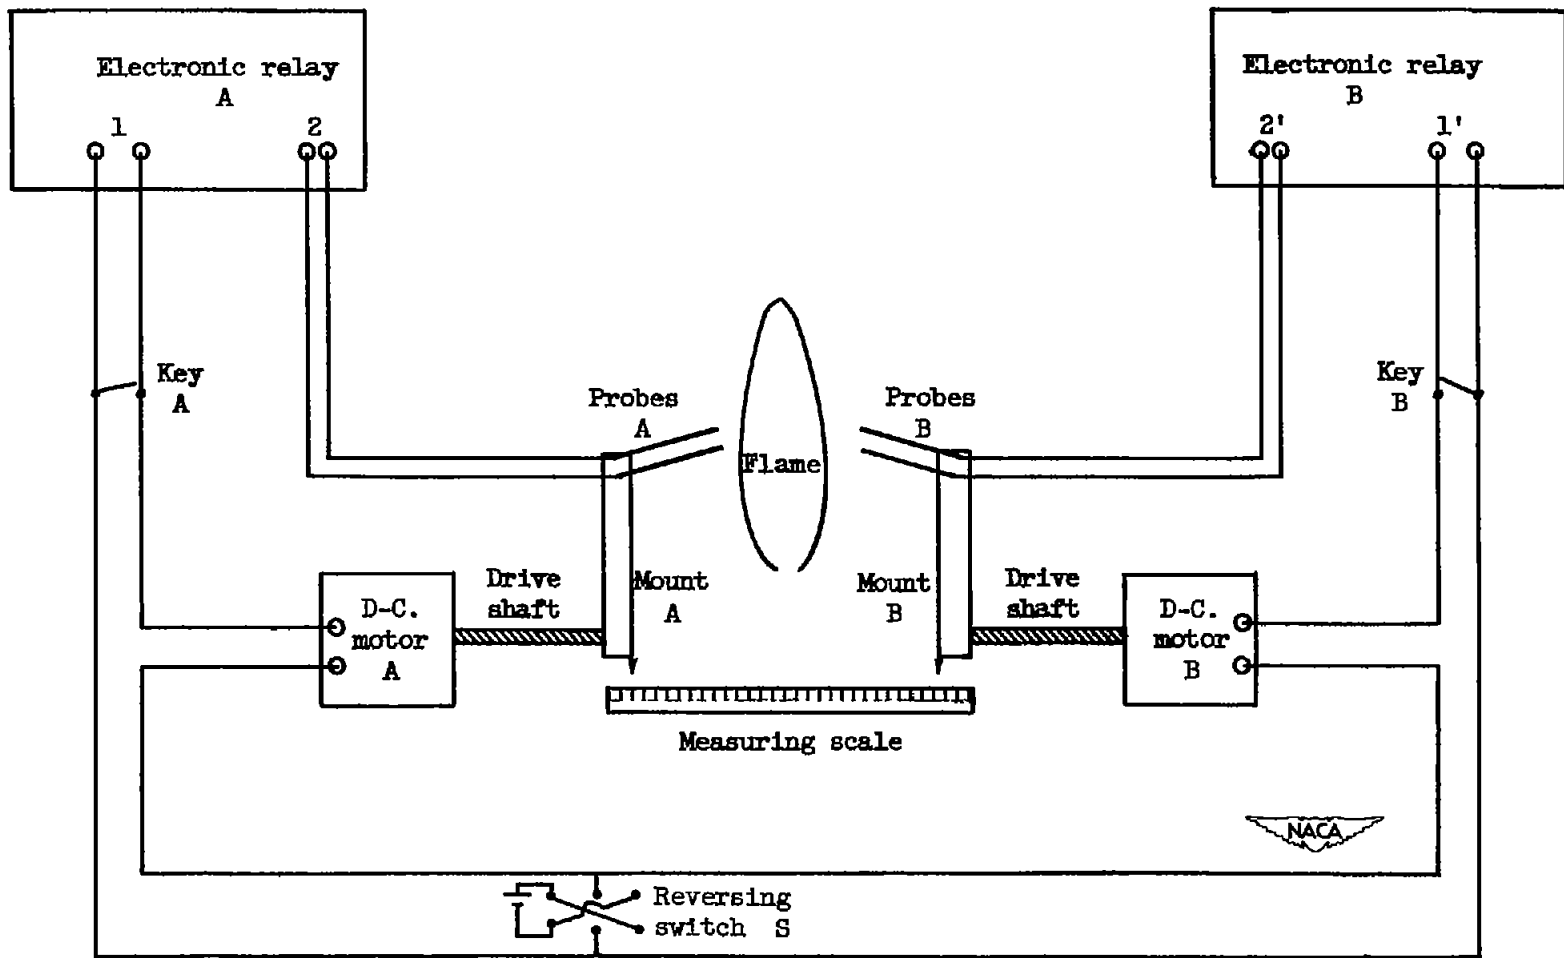 Electronic relay
A
1
2
Electronic relay
B
2'
1'
Key
A
Probes
A
Flame
Probes
B
Key
B
D-C.
motor
A
Drive
shaft
Mount
A
Mount
B
Drive
shaft
D-C.
motor
B
Measuring scale
NACA
Reversing
switch S